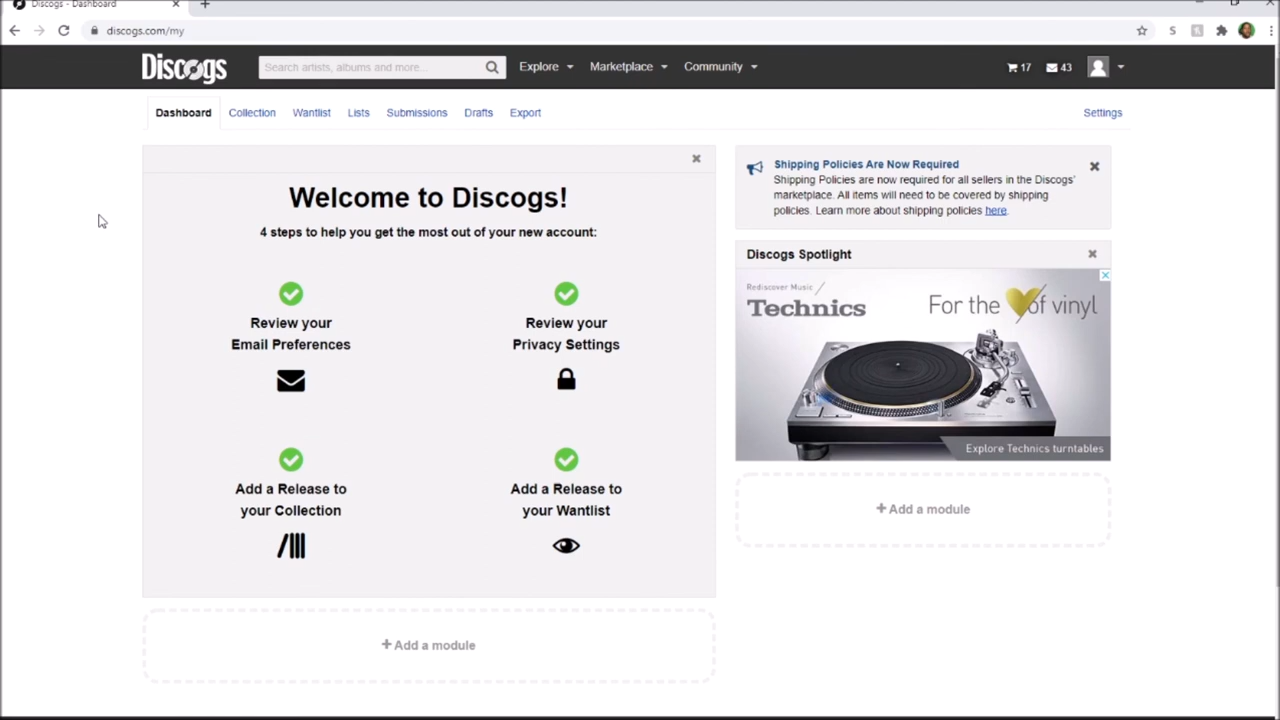 Discogs - Dashboard
discogs.com/my
S
Discogs
Search artists, albums and more...
Explore
Marketplace
Community
17
43
Dashboard
Collection
Wantlist
Lists
Submissions
Drafts
Export
Settings
Welcome to Discogs!
4 steps to help you get the most out of your new account:
Review your
Email Preferences
Review your
Privacy Settings
Add a Release to
your Collection
Add a Release to
your Wantlist
+ Add a module
Shipping Policies Are Now Required
Shipping Policies are now required for all sellers in the Discogs'
marketplace. All items will need to be covered by shipping
policies. Learn more about shipping policies here.
Discogs Spotlight
Rediscover Music
Technics
For the of vinyl
Explore Technics turntables
+ Add a module